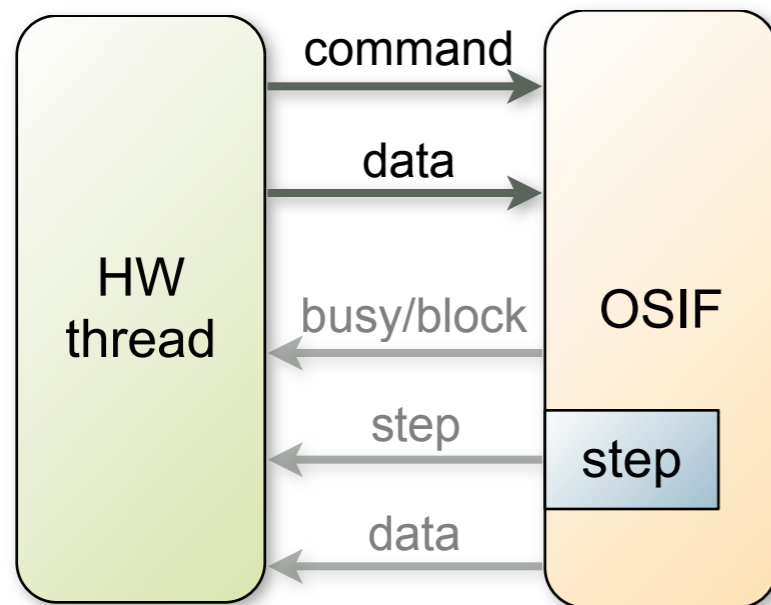 command
data
HW
thread
busy/block
OSIF
step
step
data